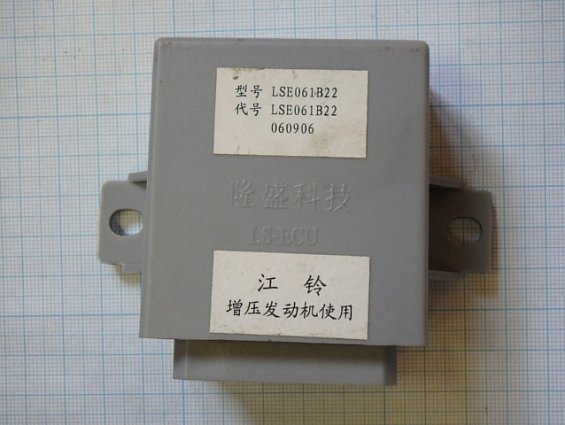 型号 LSE061B22
代号 LSE061B22
060906
隆盛科技
LS-ECU
江 铃
增压发动机使用